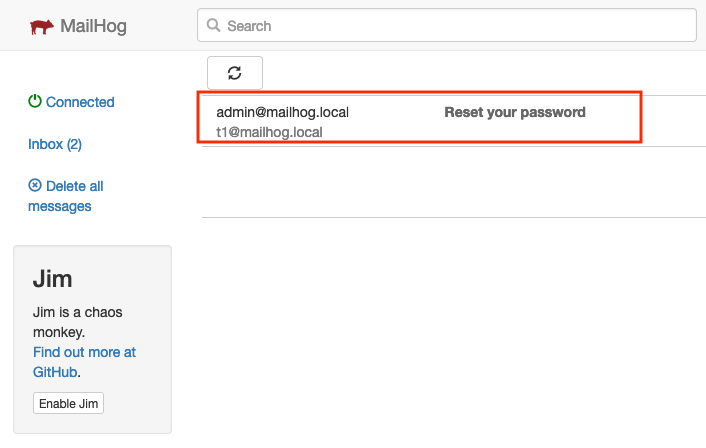 MailHog
Search
Connected
Inbox (2)
Delete all
messages
admin@mailhog.local
Reset your password
t1@mailhog.local
Jim
Jim is a chaos
monkey.
Find out more at
GitHub.
Enable Jim